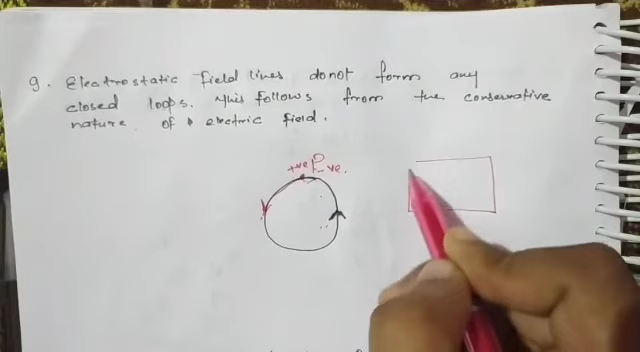 9. Electrostatic field lines donot form any
closed loops. This follows from the conservative
nature of electric field.
P
+ve -ve.